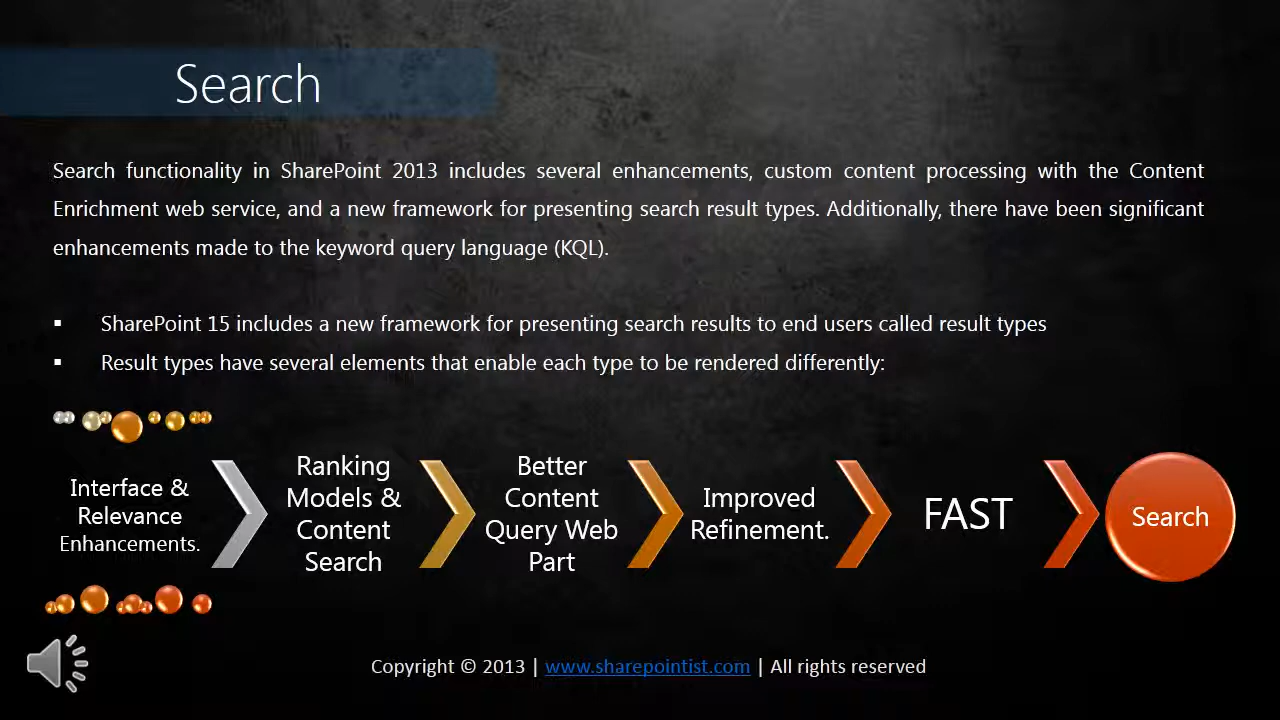 Search
Search functionality in SharePoint 2013 includes several enhancements, custom content processing with the Content
Enrichment web service, and a new framework for presenting search result types. Additionally, there have been significant
enhancements made to the keyword query language (KQL).
▪ SharePoint 15 includes a new framework for presenting search results to end users called result types
▪ Result types have several elements that enable each type to be rendered differently:
Interface &
Relevance
Enhancements.
Ranking
Models &
Content
Search
Better
Content
Query Web
Part
Improved
Refinement.
FAST
Search
Copyright © 2013 | www.sharepointist.com | All rights reserved